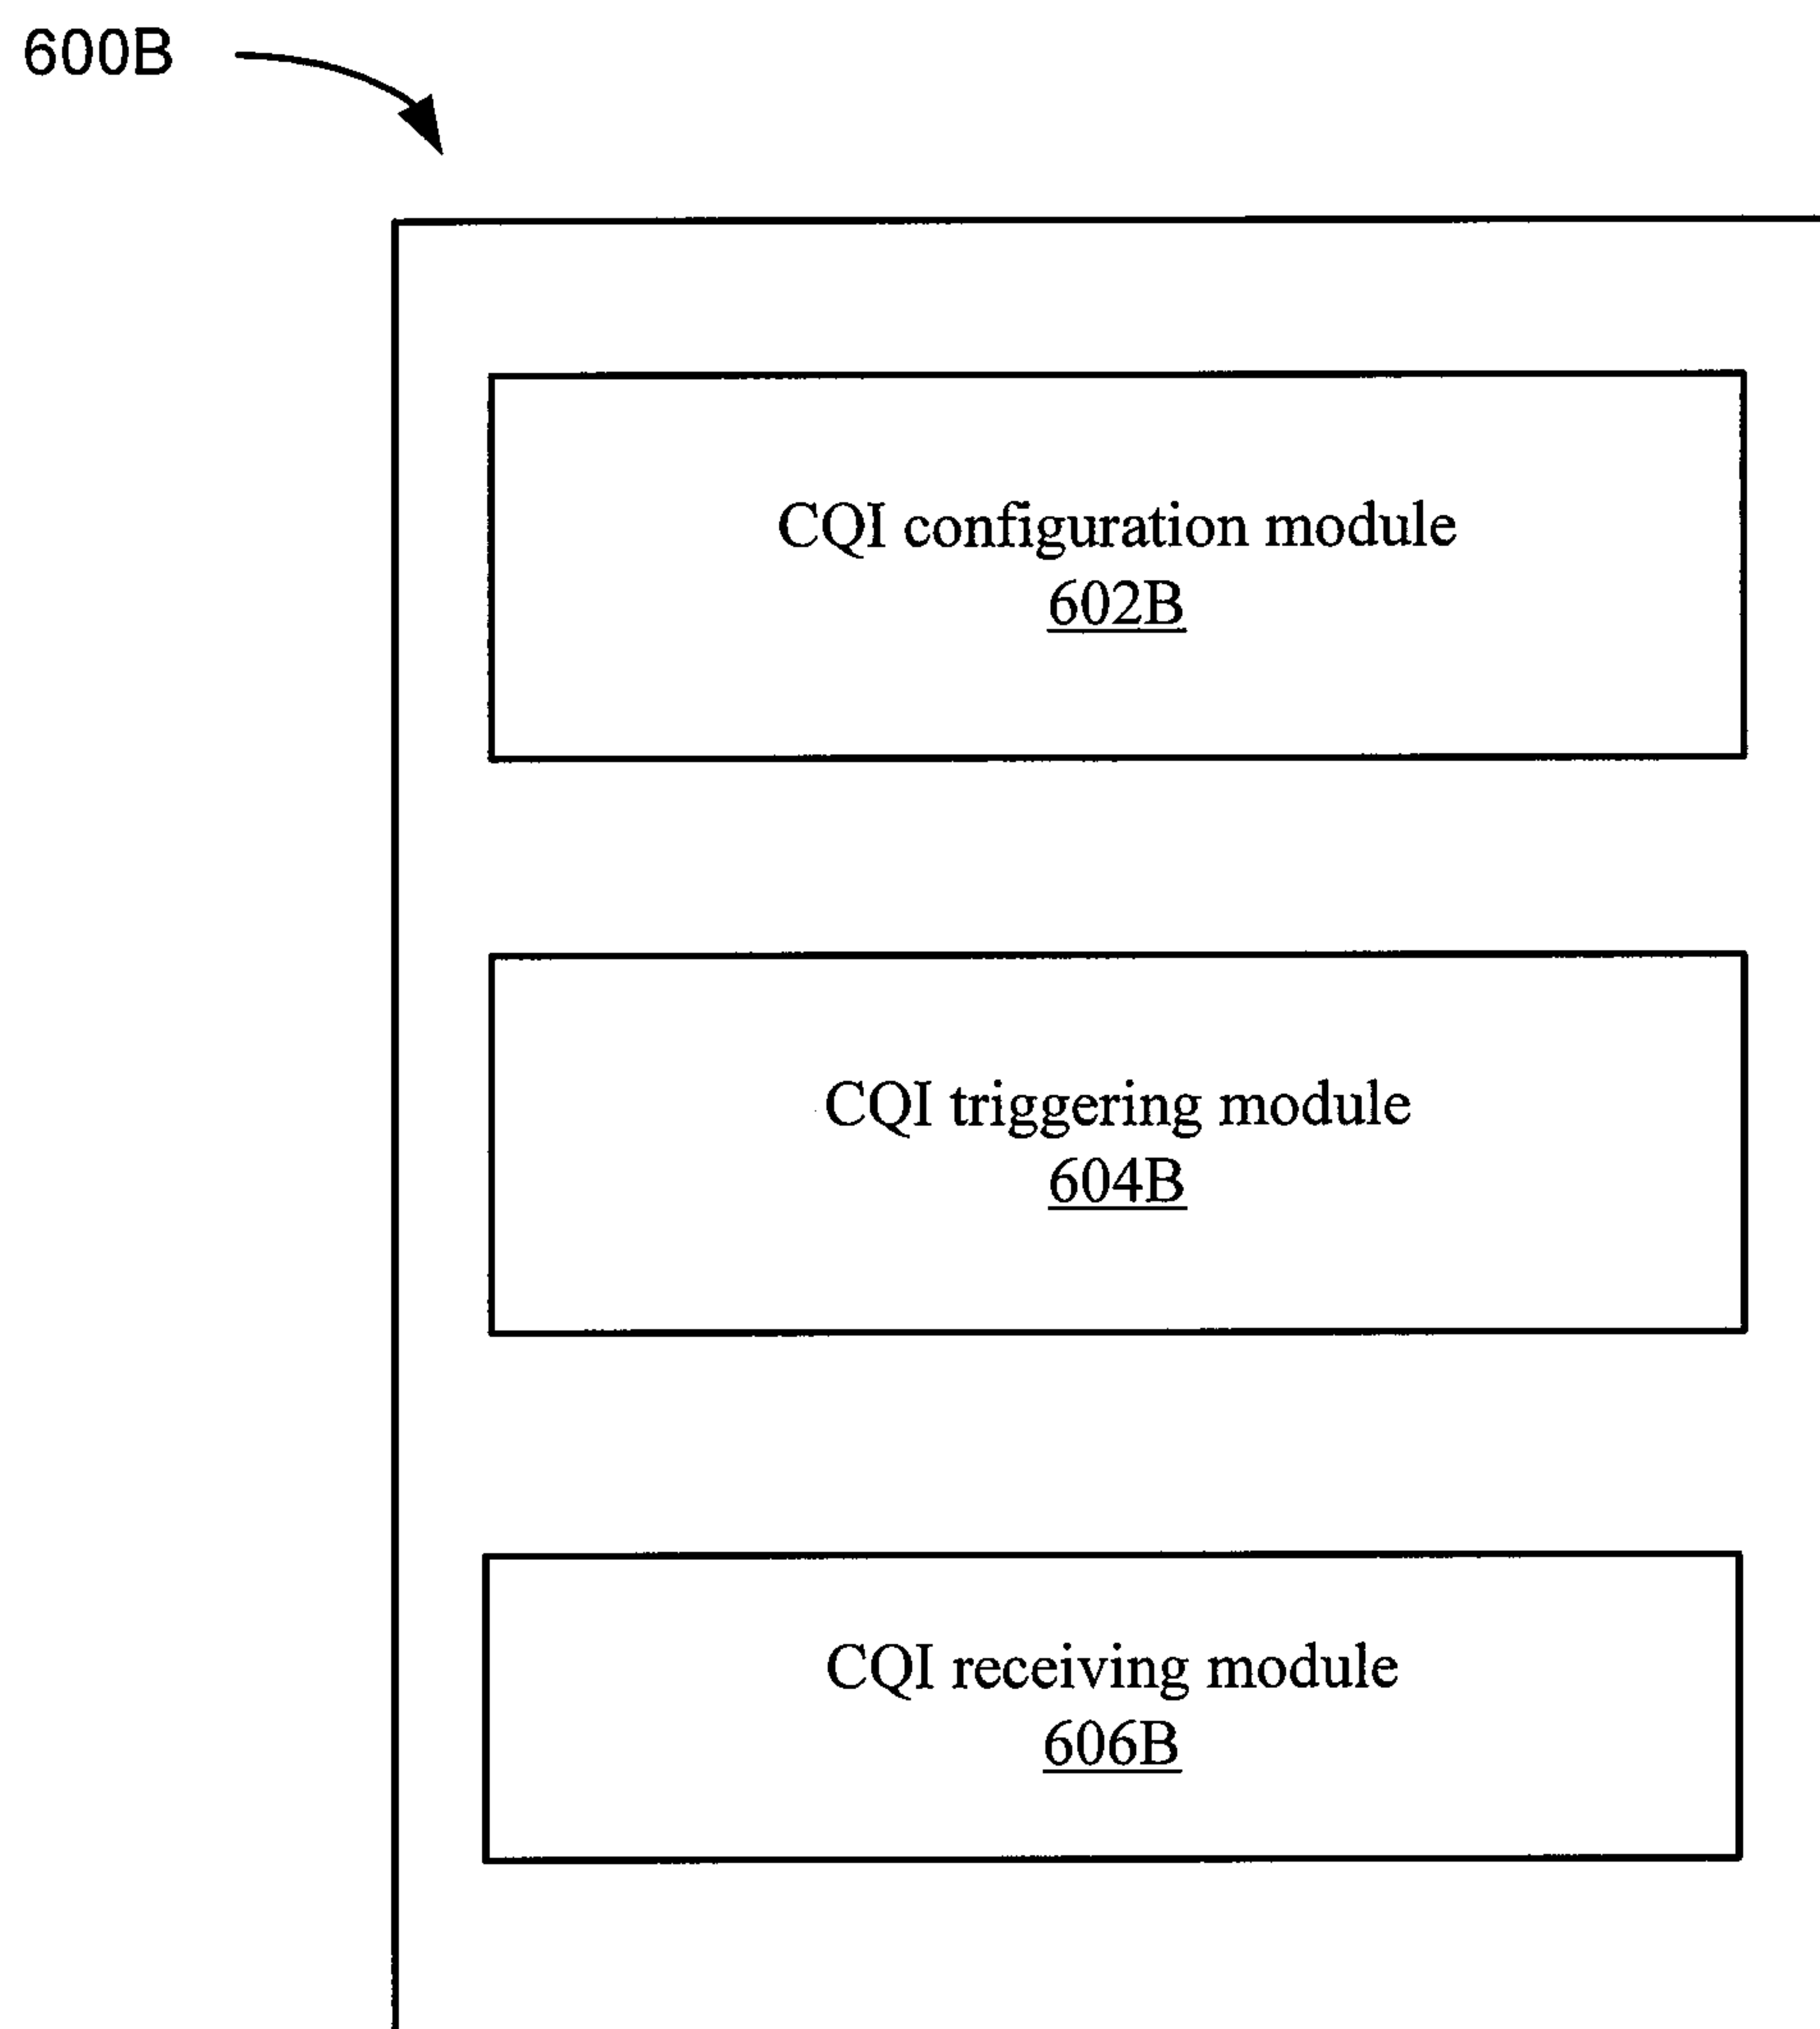 600B
CQI configuration module
602B
CQI triggering module
604B
CQI receiving module
606B